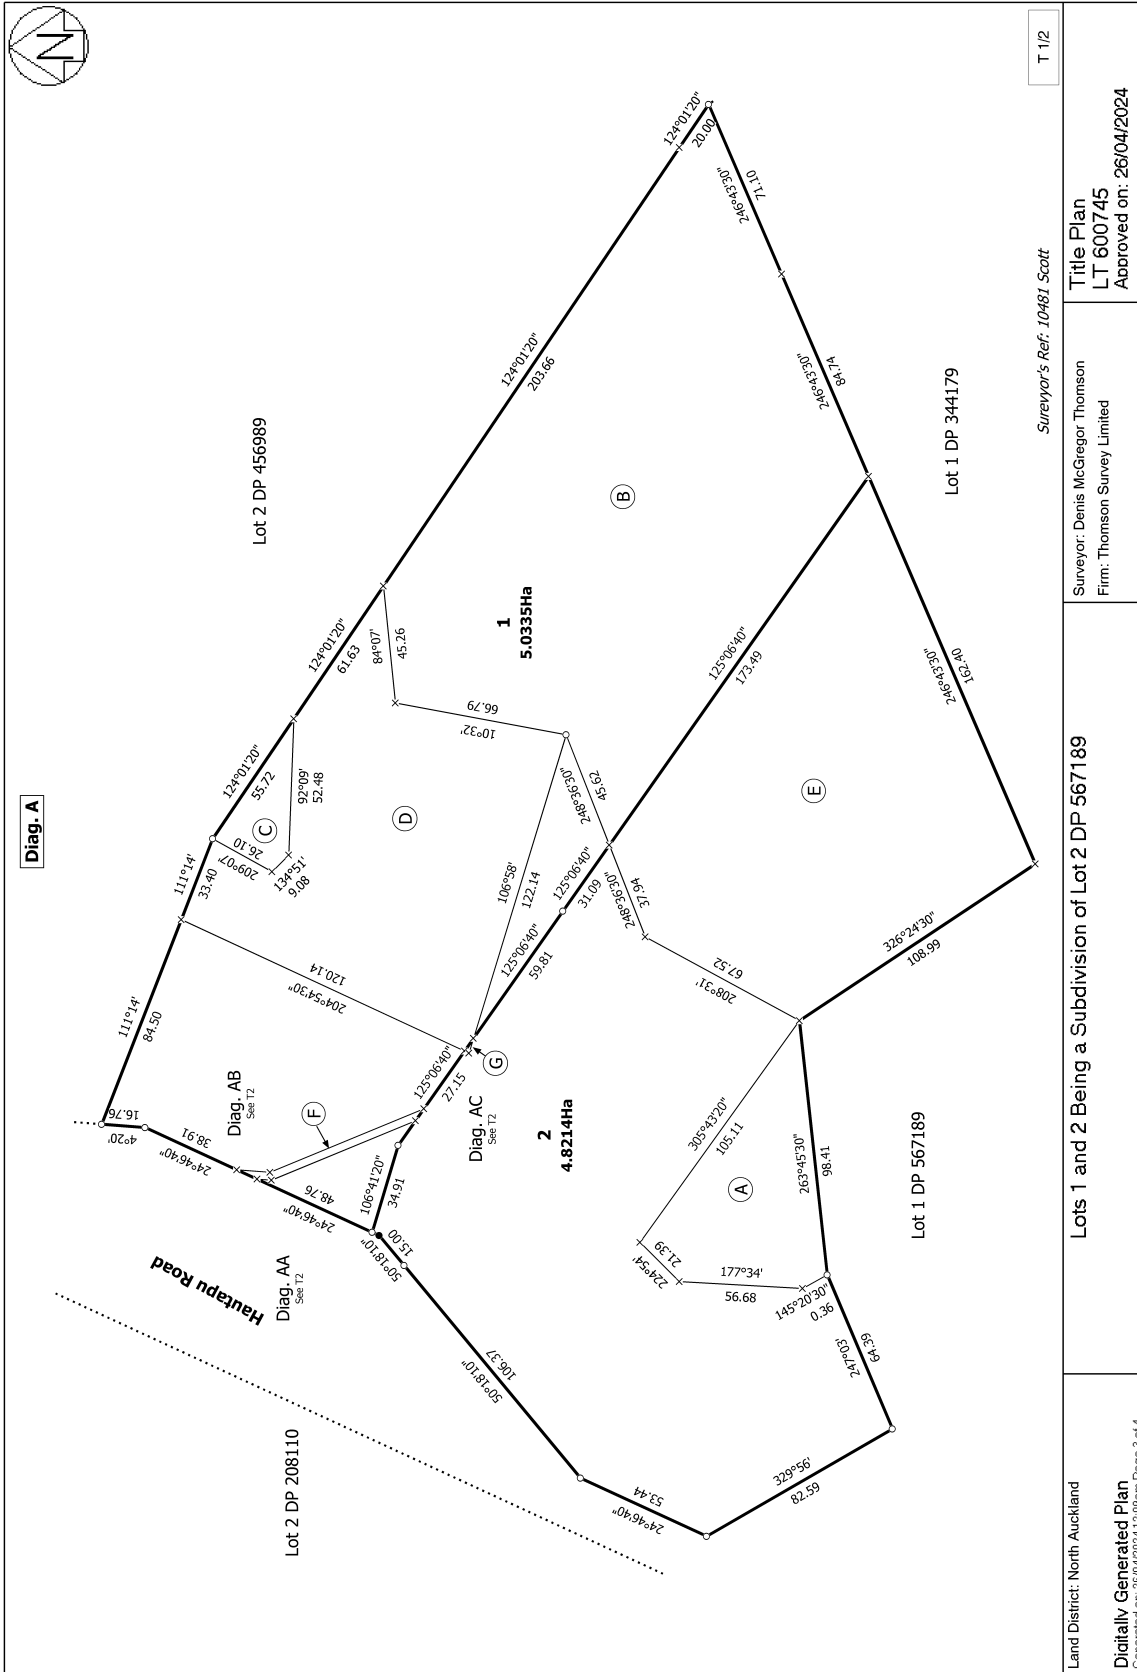 Diag. A
N
T 1/2
Lot 2 DP 456989
Lot 1 DP 344179
Lot 1 DP 567189
Lot 2 DP 208110
Hautapu Road
Diag. AA
See T2
Diag. AB
See T2
Diag. AC
See T2
1
5.0335Ha
2
4.8214Ha
A
B
C
D
E
F
G
4°20'
16.76
111°14'
84.50
111°14'
33.40
124°01'20"
55.72
124°01'20"
61.63
124°01'20"
203.66
124°01'20"
20.00
246°43'30"
71.10
246°43'30"
84.74
246°43'30"
162.40
326°24'30"
108.99
263°45'30"
98.41
247°03'
64.39
329°56'
82.59
24°46'40"
53.44
50°18'10"
106.37
50°18'10"
15.00
24°46'40"
48.76
24°46'40"
38.91
106°41'20"
34.91
125°06'40"
27.15
125°06'40"
59.81
125°06'40"
31.09
125°06'40"
173.49
204°54'30"
120.14
209°07'
26.10
134°51'
9.08
92°09'
52.48
84°07'
45.26
10°32'
66.79
106°58'
122.14
248°36'30"
45.62
248°36'30"
37.94
208°31'
67.52
305°43'20"
105.11
224°54'
21.39
177°34'
56.68
145°20'30"
0.36
Surevyor's Ref: 10481 Scott
Land District: North Auckland
Digitally Generated Plan
Generated on: 26/04/2024 12:08pm Page 3 of 4
Lots 1 and 2 Being a Subdivision of Lot 2 DP 567189
Surveyor: Denis McGregor Thomson
Firm: Thomson Survey Limited
Title Plan
LT 600745
Approved on: 26/04/2024